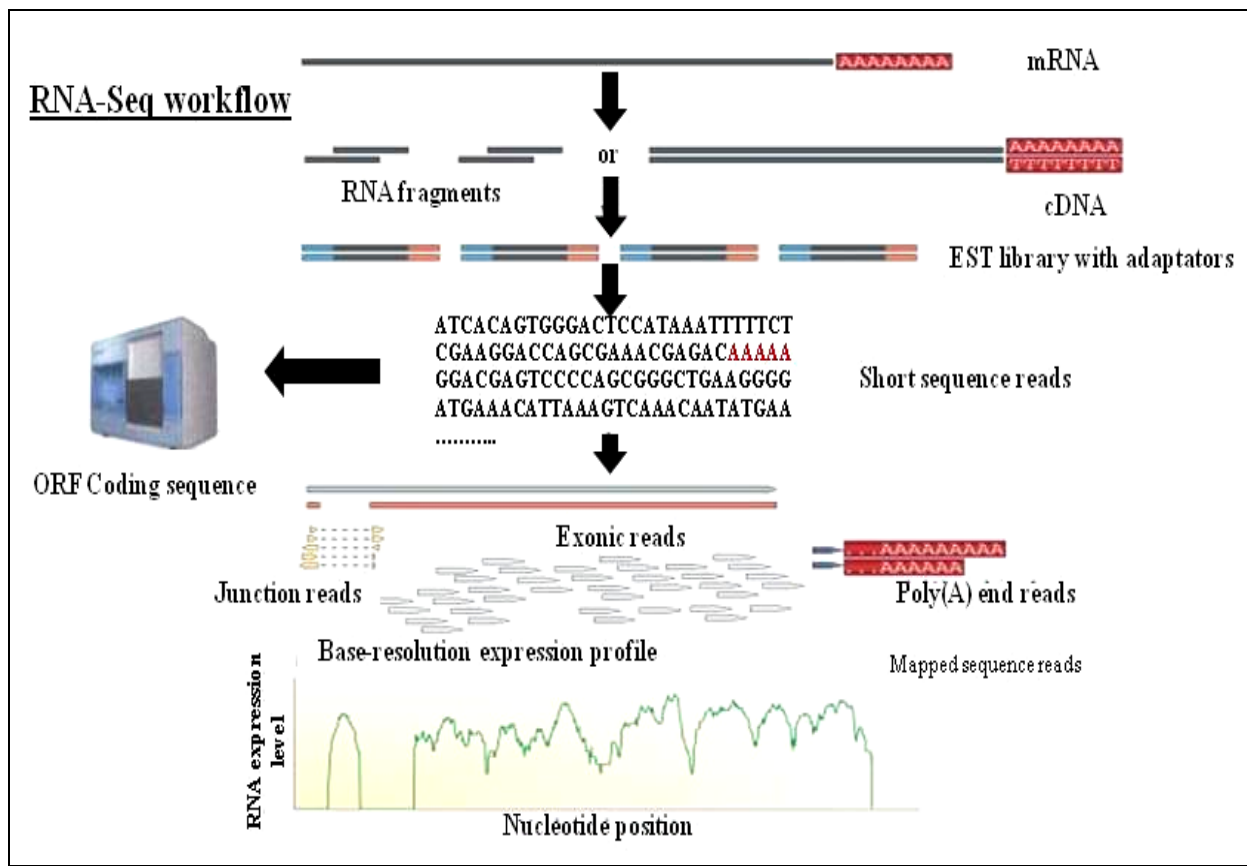 AAAAAAAA
mRNA
RNA-Seq workflow
or
AAAAAAAA
TTTTTTTT
RNA fragments
cDNA
EST library with adaptators
ATCACAGTGGGACTCCATAAATTTTTCT
CGAAGGACCAGCGAAACGAGACAAAAA
GGACGAGTCCCCAGCGGGCTGAAGGGG
ATGAAACATTAAAGTCAAACAATATGAA
...........
Short sequence reads
ORF Coding sequence
Exonic reads
...AAAAAAAAA
...AAAAAA
Junction reads
Poly(A) end reads
Base-resolution expression profile
Mapped sequence reads
RNA expression
level
Nucleotide position